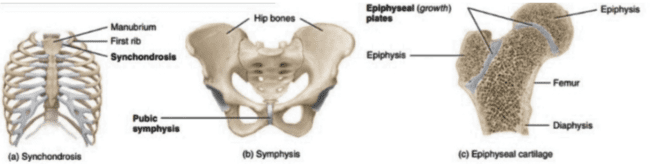 Manubrium
First rib
Synchondrosis
(a) Synchondrosis
Hip bones
Pubic
symphysis
(b) Symphysis
Epiphyseal (growth)
plates
Epiphysis
Epiphysis
Femur
Diaphysis
(c) Epiphyseal cartilage